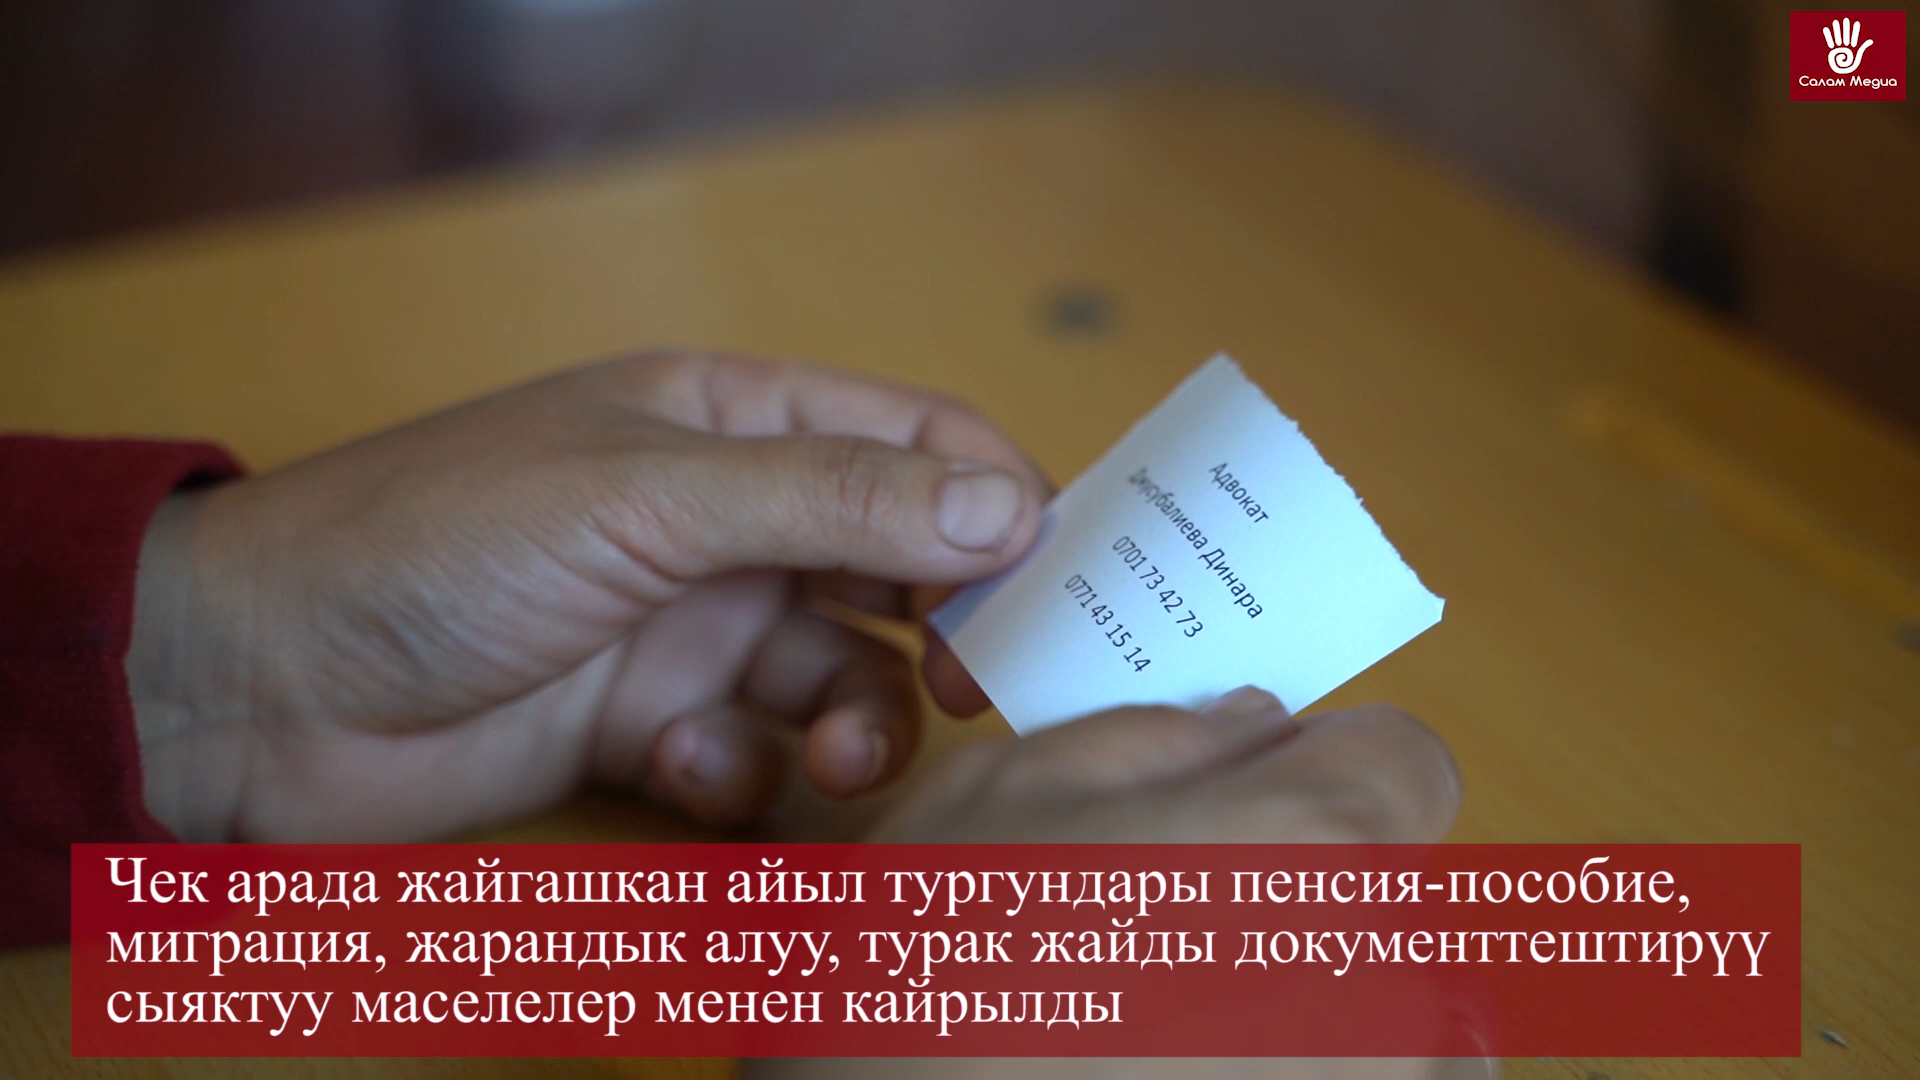 Салам Медиа
Адвокат
Джусубалиева Динара
0701 73 42 73
0771 43 15 14
Чек арада жайгашкан айыл тургундары пенсия-пособие,
миграция, жарандык алуу, турак жайды документтештирүү
сыяктуу маселелер менен кайрылды